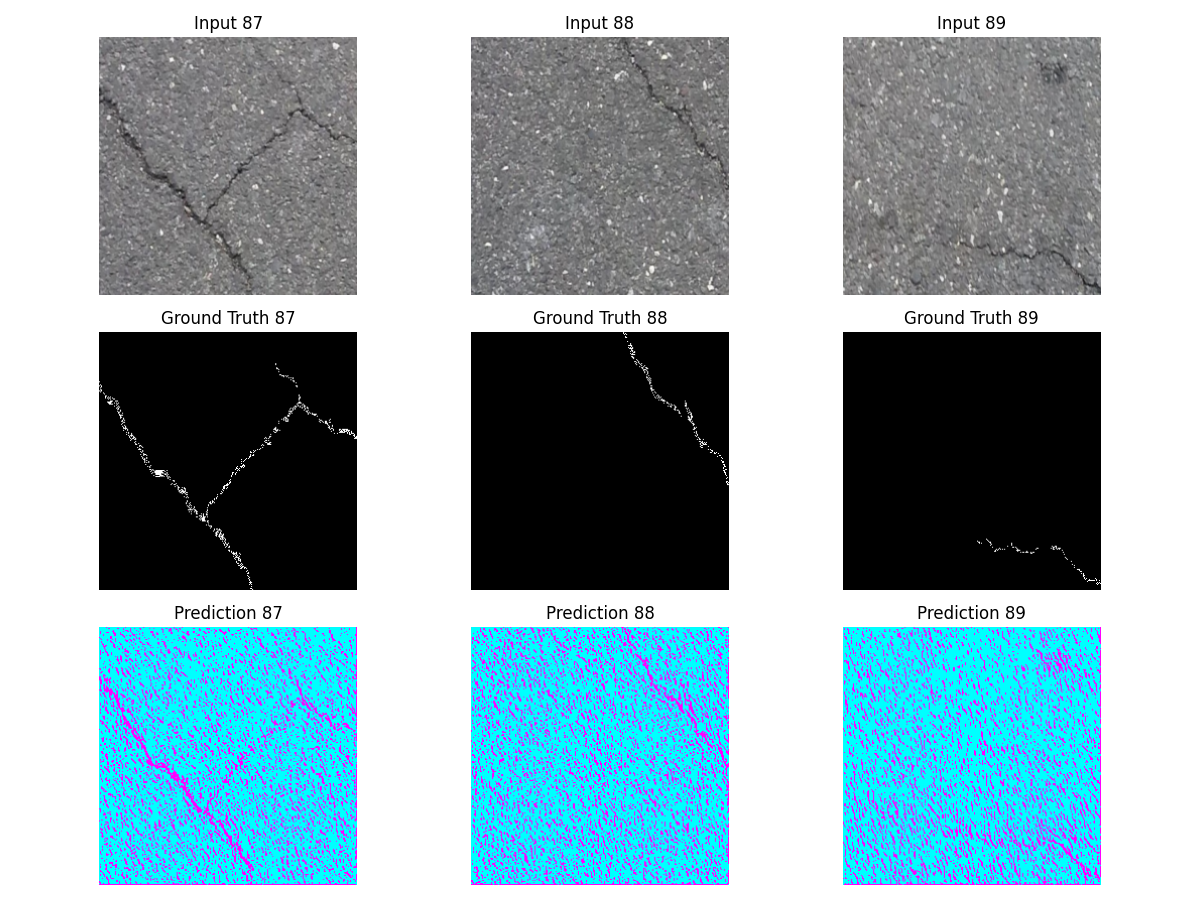 Input 87
Input 88
Input 89
Ground Truth 87
Ground Truth 88
Ground Truth 89
Prediction 87
Prediction 88
Prediction 89